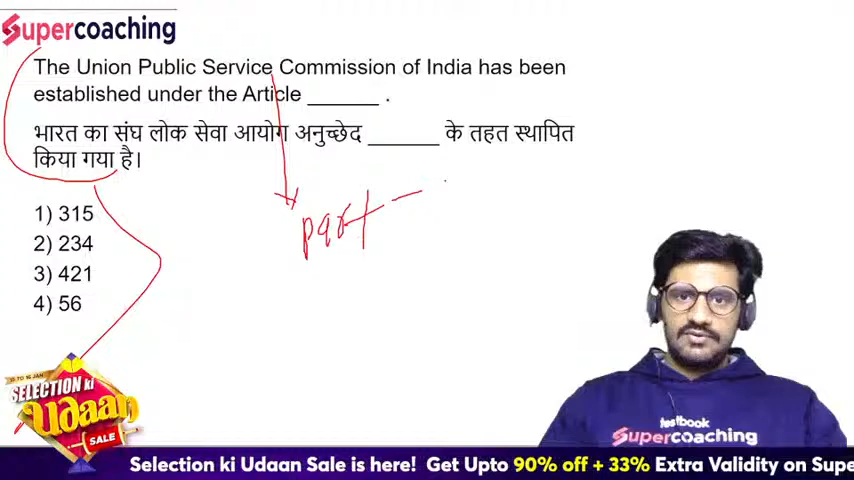 Supercoaching
The Union Public Service Commission of India has been
established under the Article ______ .
भारत का संघ लोक सेवा आयोग अनुच्छेद ______ के तहत स्थापित
किया गया है।
1) 315
2) 234
3) 421
4) 56
part -
SELECTION ki
Udaan
SALE
testbook
Supercoaching
Selection ki Udaan Sale is here! Get Upto 90% off + 33% Extra Validity on Supe